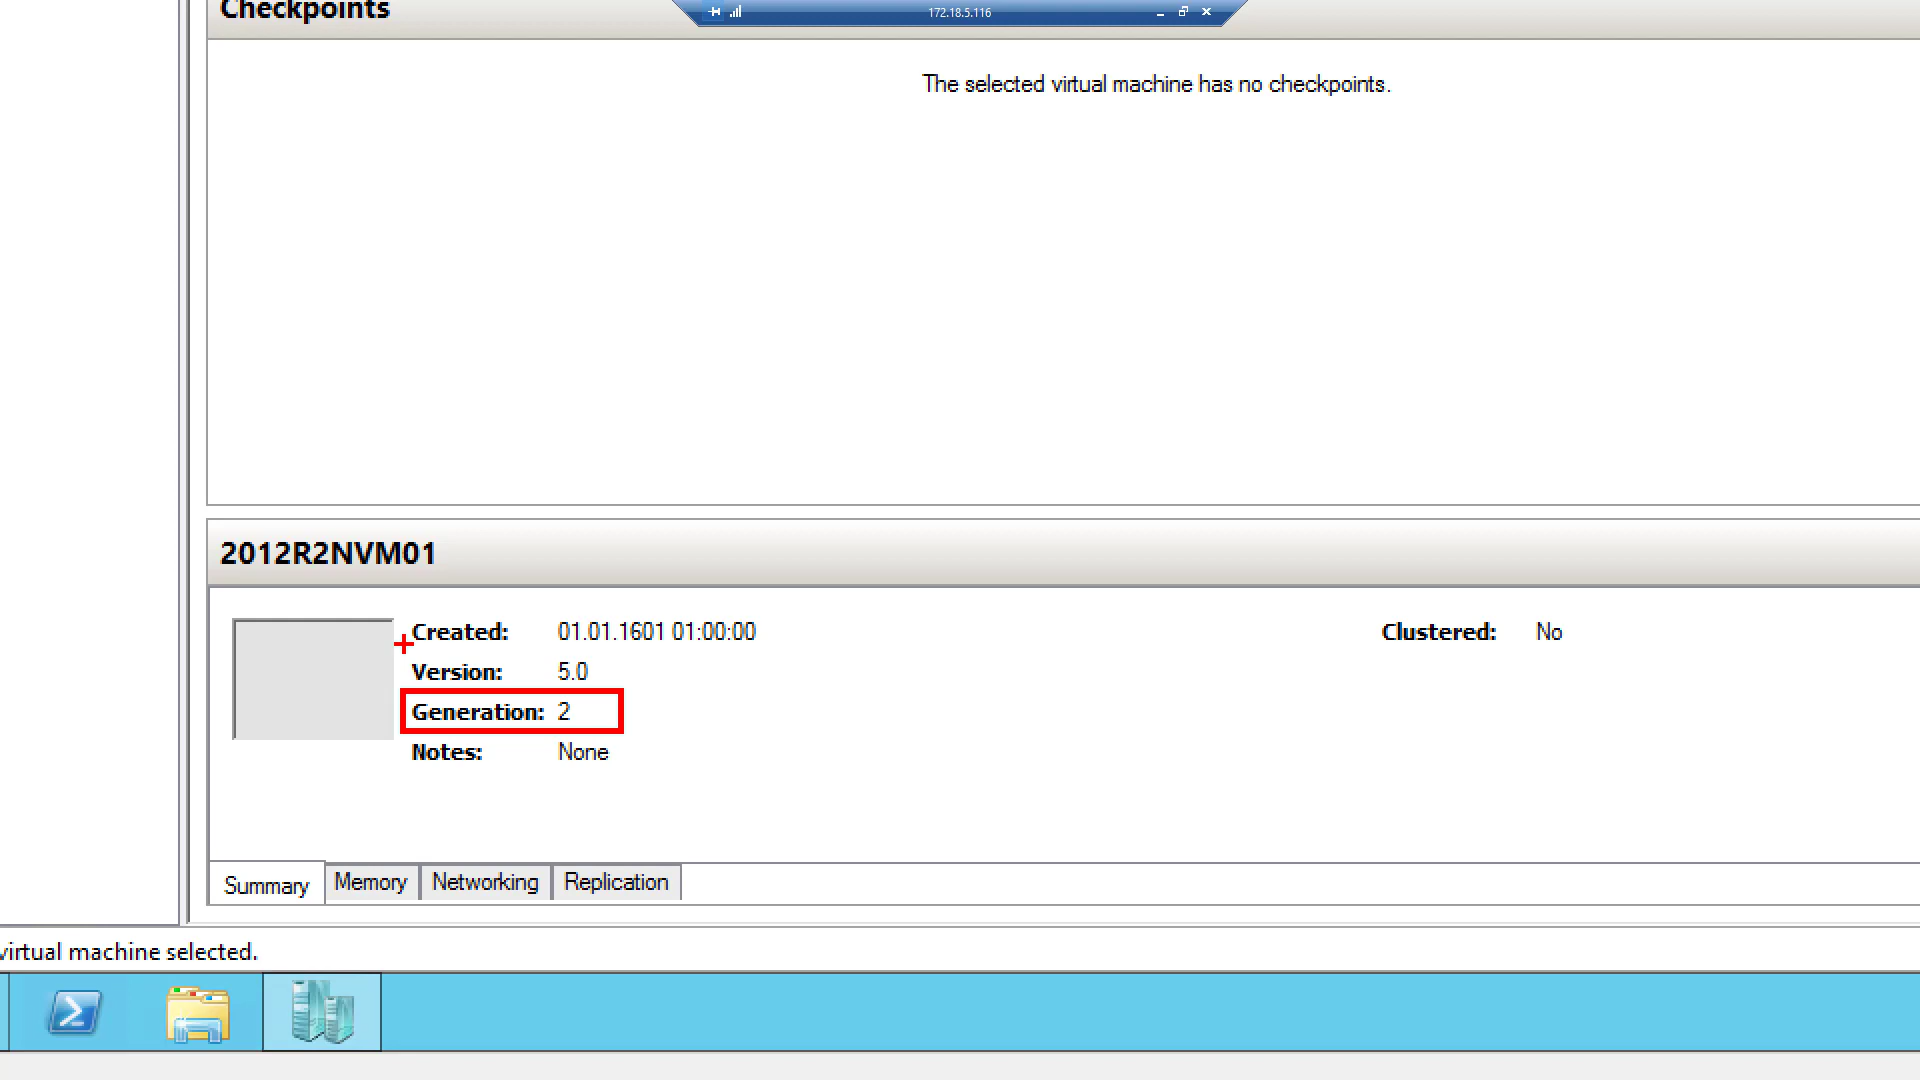 172.18.5.116
Checkpoints
The selected virtual machine has no checkpoints.
2012R2NVM01
Created: 01.01.1601 01:00:00 Clustered: No
Version: 5.0
Generation: 2
Notes: None
Summary Memory Networking Replication
virtual machine selected.